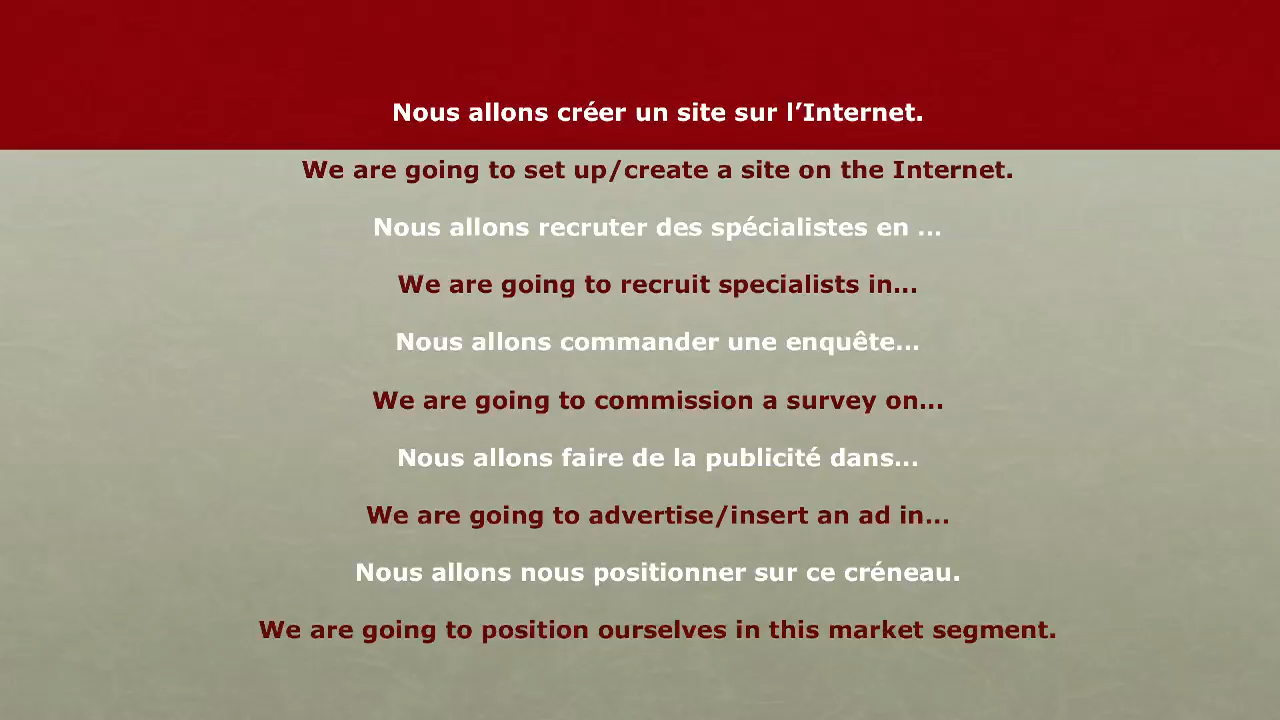 Nous allons créer un site sur l’Internet.
We are going to set up/create a site on the Internet.
Nous allons recruter des spécialistes en ...
We are going to recruit specialists in...
Nous allons commander une enquête...
We are going to commission a survey on...
Nous allons faire de la publicité dans...
We are going to advertise/insert an ad in...
Nous allons nous positionner sur ce créneau.
We are going to position ourselves in this market segment.